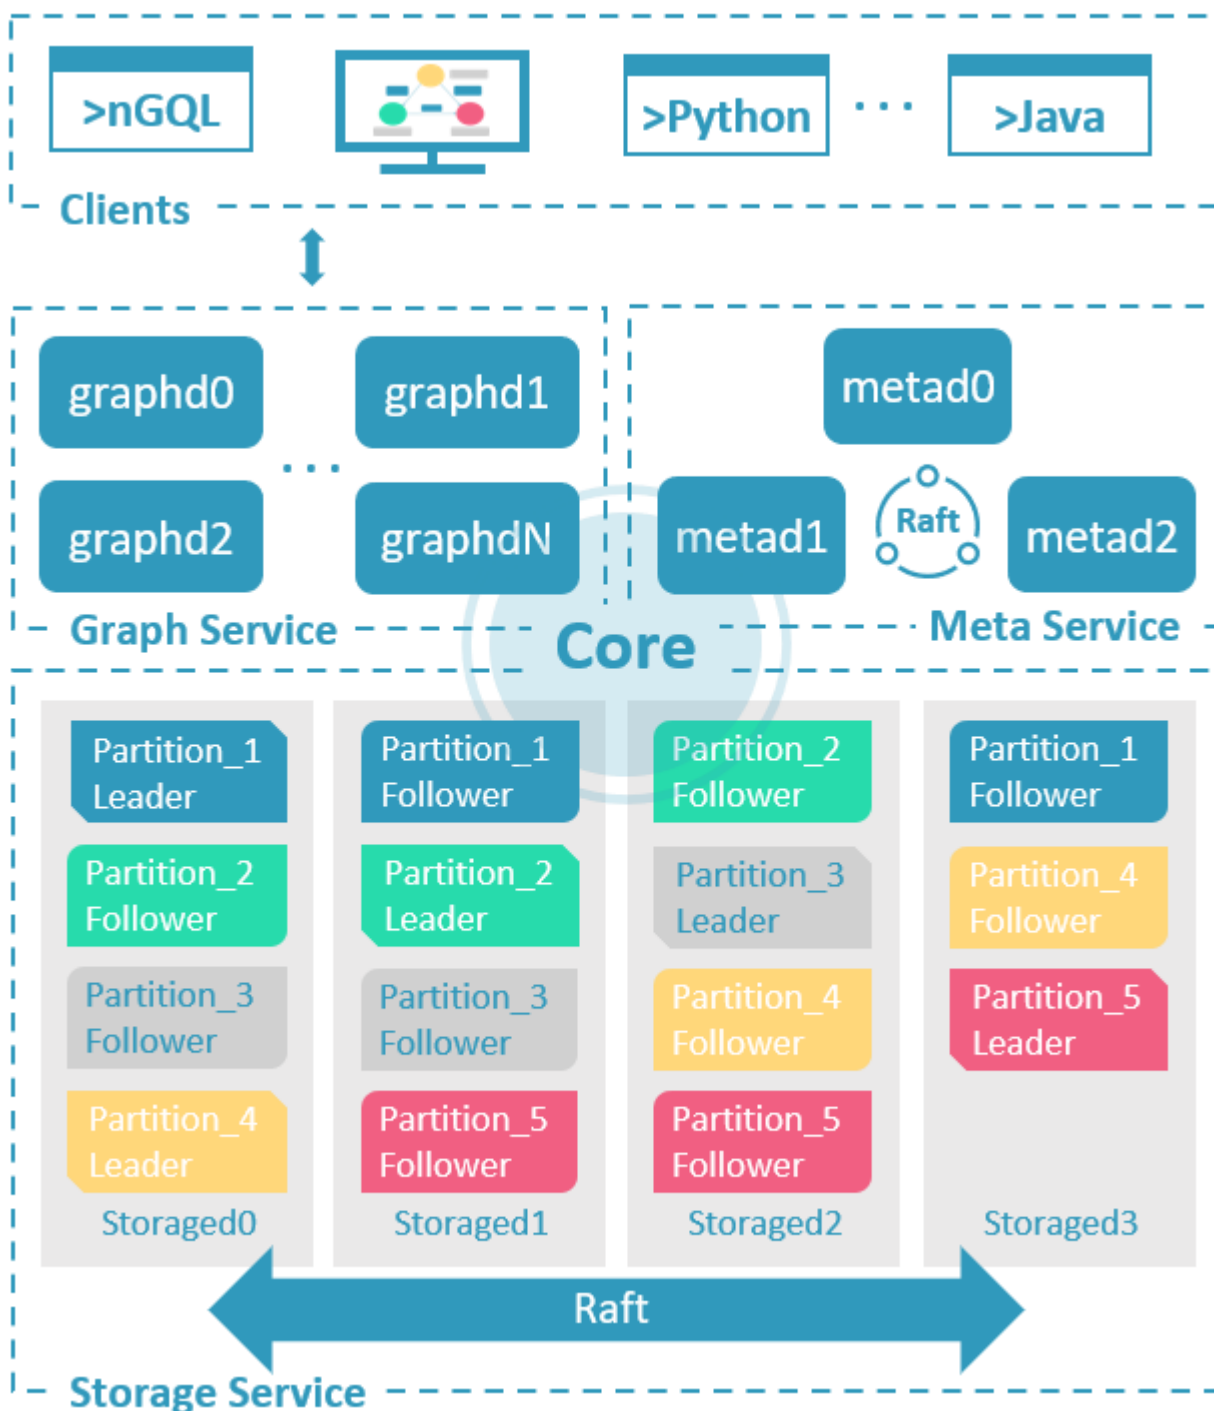 >nGQL
>Python
...
>Java
Clients
graphd0
graphd1
...
graphd2
graphdN
Graph Service
metad0
metad1
Raft
metad2
Meta Service
Core
Partition_1
Leader
Partition_2
Follower
Partition_3
Follower
Partition_4
Leader
Storaged0
Partition_1
Follower
Partition_2
Leader
Partition_3
Follower
Partition_5
Follower
Storaged1
Partition_2
Follower
Partition_3
Leader
Partition_4
Follower
Partition_5
Follower
Storaged2
Partition_1
Follower
Partition_4
Follower
Partition_5
Leader
Storaged3
Raft
Storage Service